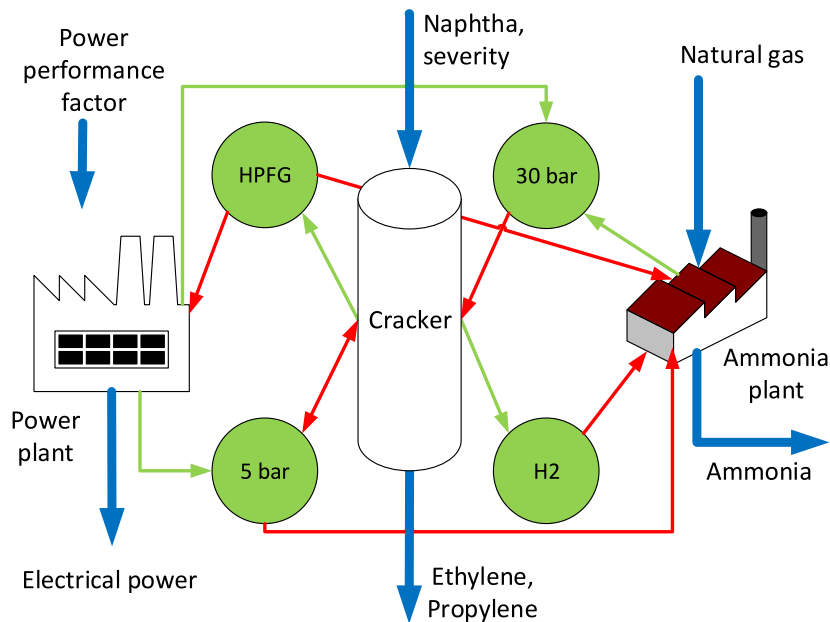 Power
performance
factor
Naphtha,
severity
Natural gas
HPFG
30 bar
Cracker
Ammonia
plant
Power
plant
5 bar
H2
Ammonia
Electrical power
Ethylene,
Propylene